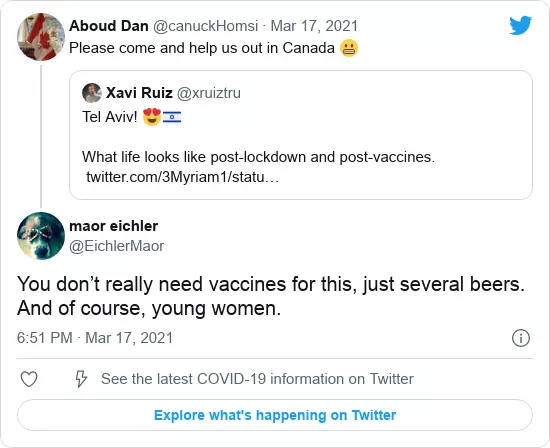 Aboud Dan @canuckHomsi · Mar 17, 2021
Please come and help us out in Canada 😬
Xavi Ruiz @xruiztru
Tel Aviv! 😍🇮🇱
What life looks like post-lockdown and post-vaccines.
twitter.com/3Myriam1/statu…
maor eichler
@EichlerMaor
You don’t really need vaccines for this, just several beers.
And of course, young women.
6:51 PM · Mar 17, 2021
See the latest COVID-19 information on Twitter
Explore what's happening on Twitter